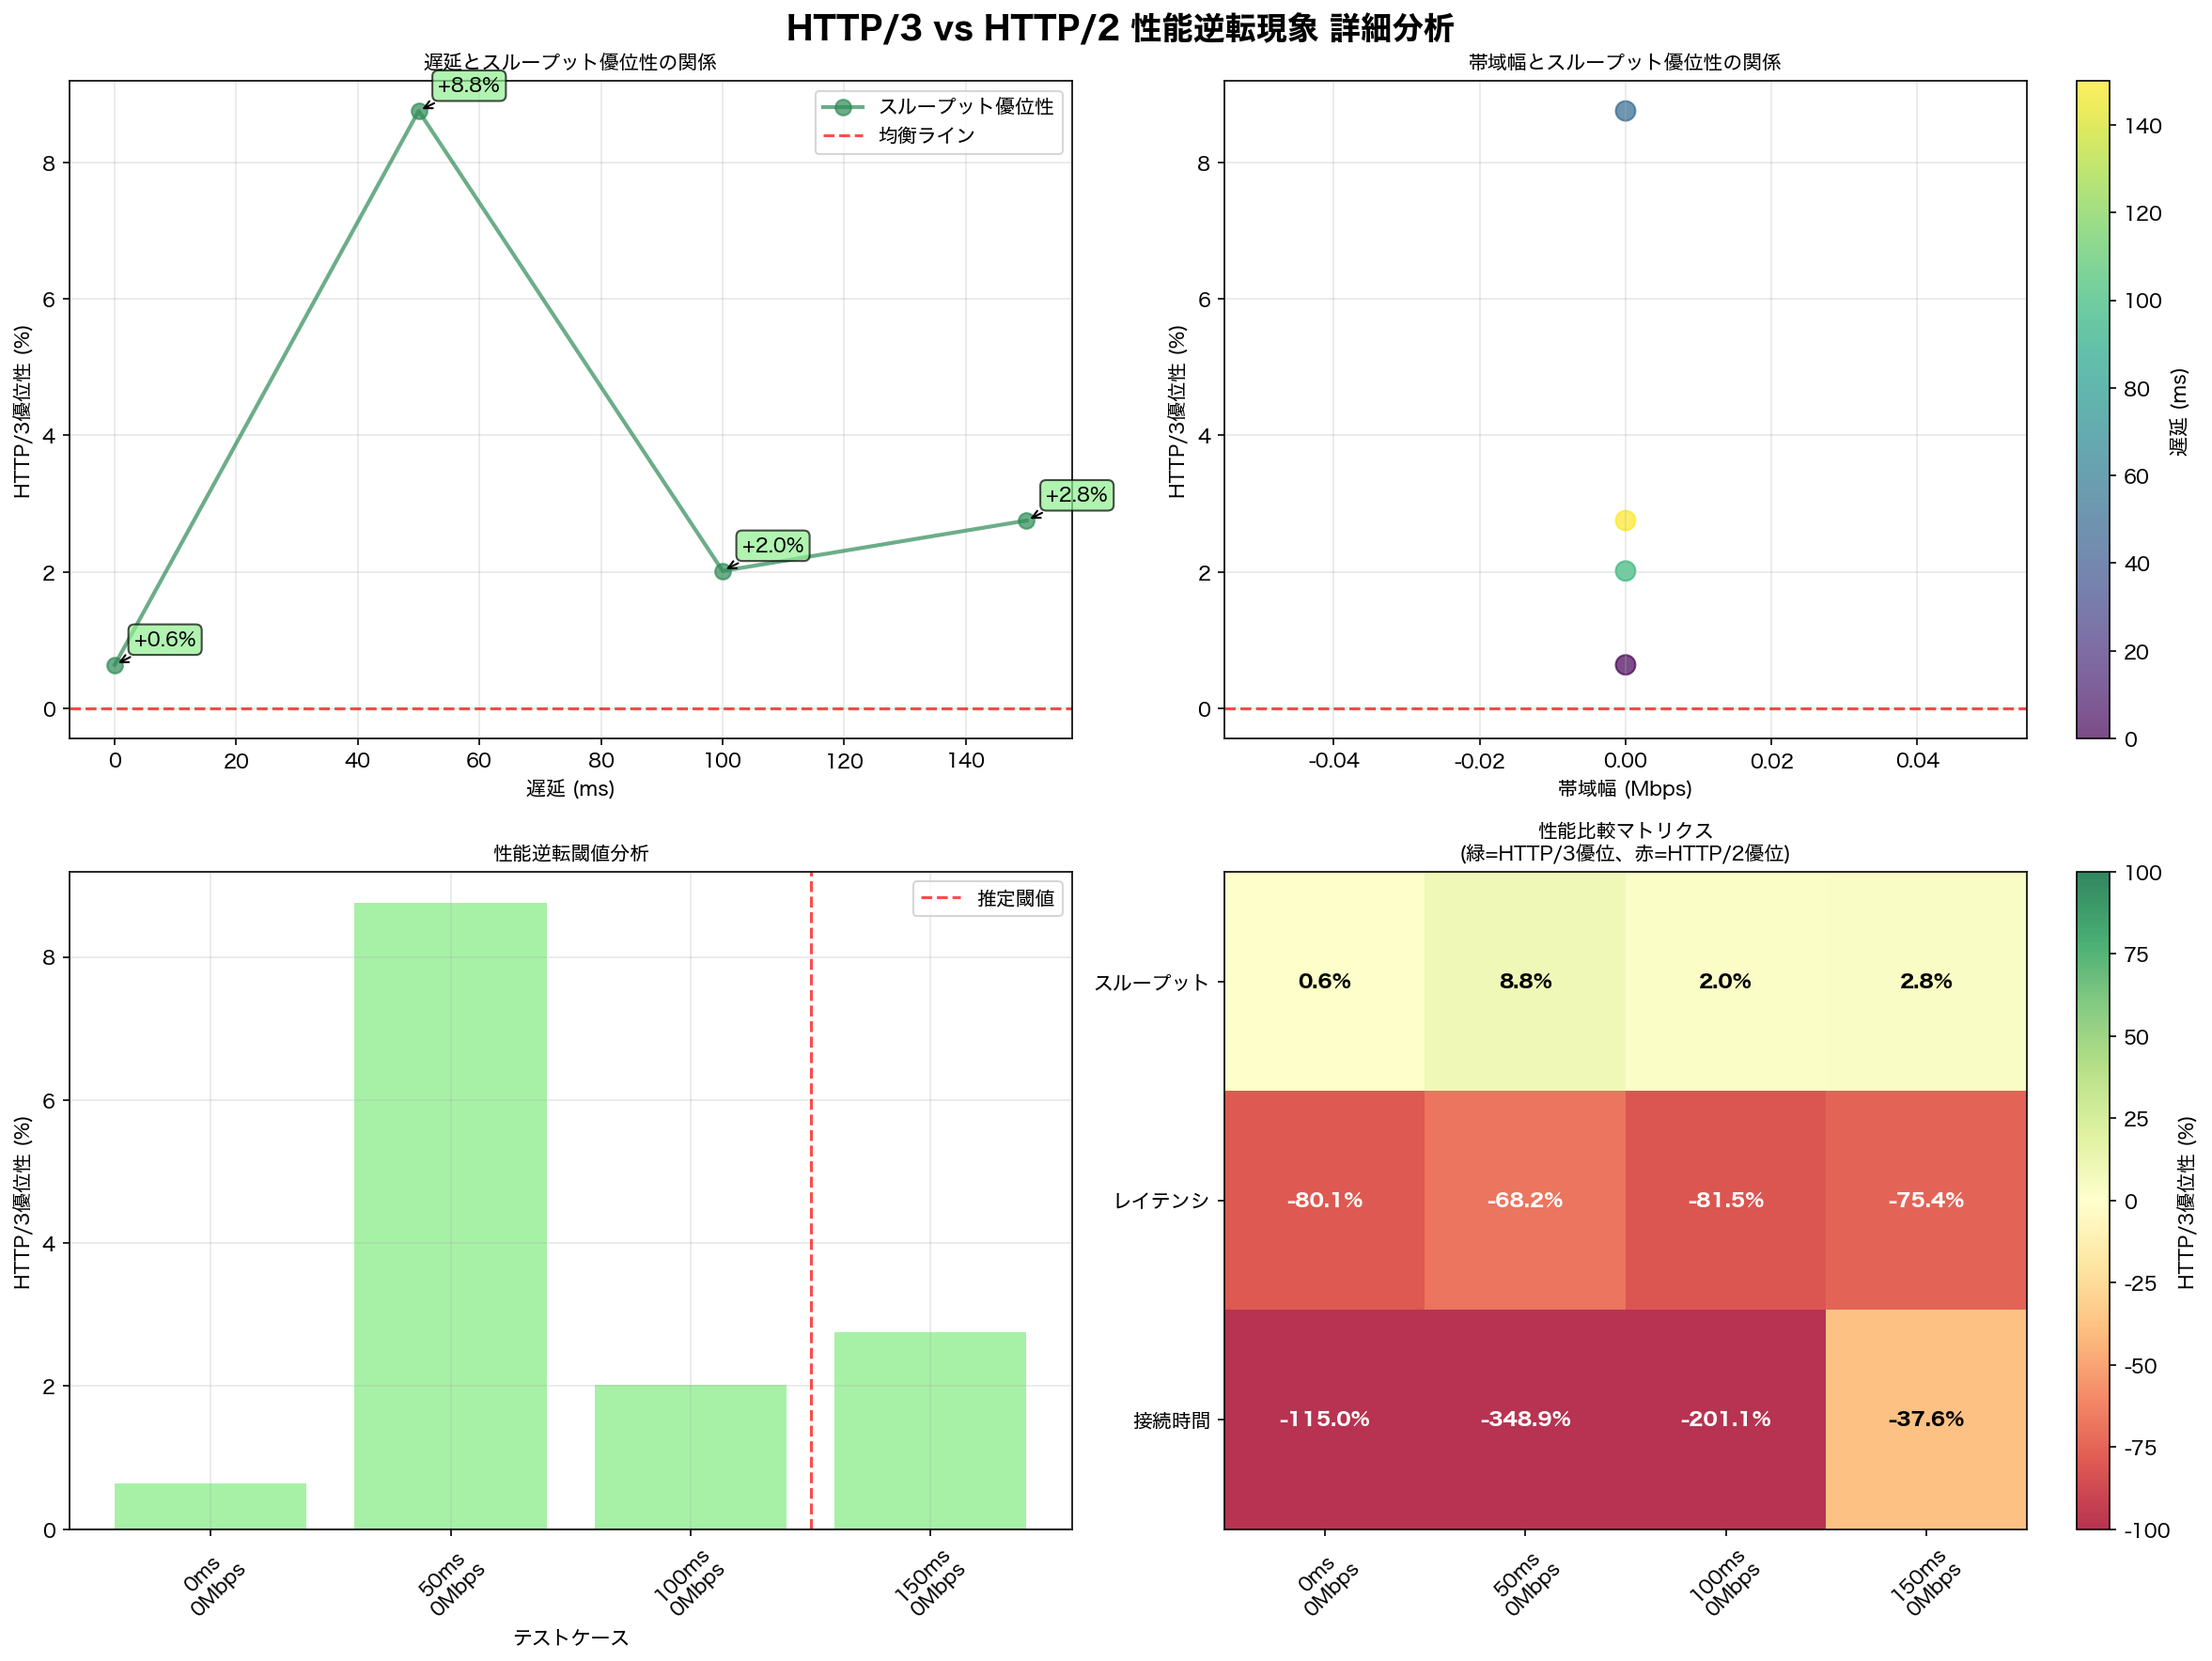 HTTP/3 vs HTTP/2 性能逆転現象 詳細分析
遅延とスループット優位性の関係
+8.8%
スループット優位性
均衡ライン
+2.8%
+2.0%
+0.6%
HTTP/3優位性 (%)
8
6
4
2
0
0
20
40
60
80
100
120
140
遅延 (ms)
帯域幅とスループット優位性の関係
HTTP/3優位性 (%)
8
6
4
2
0
-0.04
-0.02
0.00
0.02
0.04
帯域幅 (Mbps)
140
120
100
80
60
40
20
0
遅延 (ms)
性能逆転閾値分析
推定閾値
HTTP/3優位性 (%)
8
6
4
2
0
0ms
0Mbps
50ms
0Mbps
100ms
0Mbps
150ms
0Mbps
テストケース
性能比較マトリクス
(緑=HTTP/3優位、赤=HTTP/2優位)
スループット
0.6%
8.8%
2.0%
2.8%
レイテンシ
-80.1%
-68.2%
-81.5%
-75.4%
接続時間
-115.0%
-348.9%
-201.1%
-37.6%
0ms
0Mbps
50ms
0Mbps
100ms
0Mbps
150ms
0Mbps
100
75
50
25
0
-25
-50
-75
-100
HTTP/3優位性 (%)